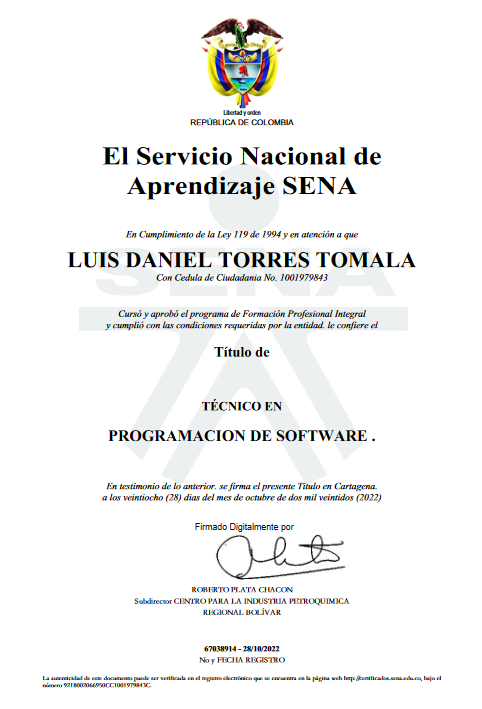 Libertad y orden
REPÚBLICA DE COLOMBIA
El Servicio Nacional de
Aprendizaje SENA
En Cumplimiento de la Ley 119 de 1994 y en atención a que
LUIS DANIEL TORRES TOMALA
Con Cedula de Ciudadania No. 1001979843
SENA
Cursó y aprobó el programa de Formación Profesional Integral
y cumplió con las condiciones requeridas por la entidad. le confiere el
Título de
TÉCNICO EN
PROGRAMACION DE SOFTWARE .
En testimonio de lo anterior. se firma el presente Título en Cartagena.
a los veintiocho (28) dias del mes de octubre de dos mil veintidos (2022)
Firmado Digitalmente por
ROBERTO PLATA CHACON
Subdirector CENTRO PARA LA INDUSTRIA PETROQUIMICA
REGIONAL BOLÍVAR
67038914 - 28/10/2022
No y FECHA REGISTRO
La autenticidad de este documento puede ser verificada en el registro electrónico que se encuentra en la página web http://certificados.sena.edu.co, bajo el
número 9218002066950CC1001979843C.